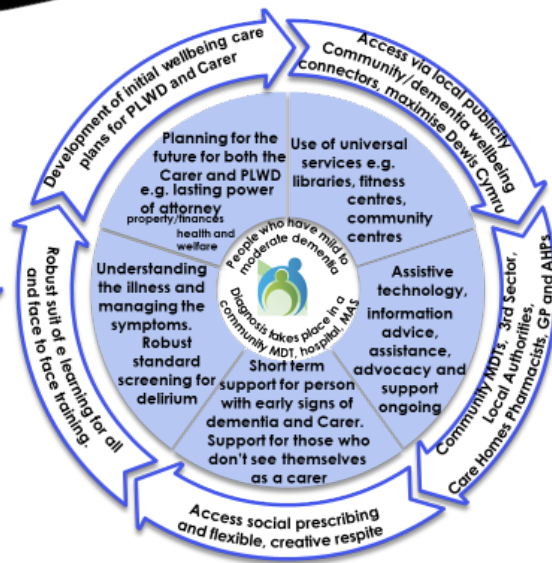 Development of initial wellbeing care
plans for PLWD and Carer
Access via local publicity
Community/dementia wellbeing
connectors, maximise Dewis Cymru
Community MDTs, 3rd Sector,
Local Authorities,
Care Homes Pharmacists, GP and AHPs
Access social prescribing
and flexible, creative respite
Robust suit of e learning for all
and face to face training.
Planning for the
future for both the
Carer and PLWD
e.g. lasting power
of attorney
property/finances
health and
welfare
Use of universal
services e.g.
libraries, fitness
centres,
community
centres
Assistive
technology,
information
advice,
assistance,
advocacy and
support
ongoing
Short term
support for person
with early signs of
dementia and Carer.
Support for those who
don't see themselves
as a carer
Understanding
the illness and
managing the
symptoms.
Robust
standard
screening for
delirium
People who have mild to
moderate dementia
Diagnosis takes place in a
community MDT, hospital, MAS